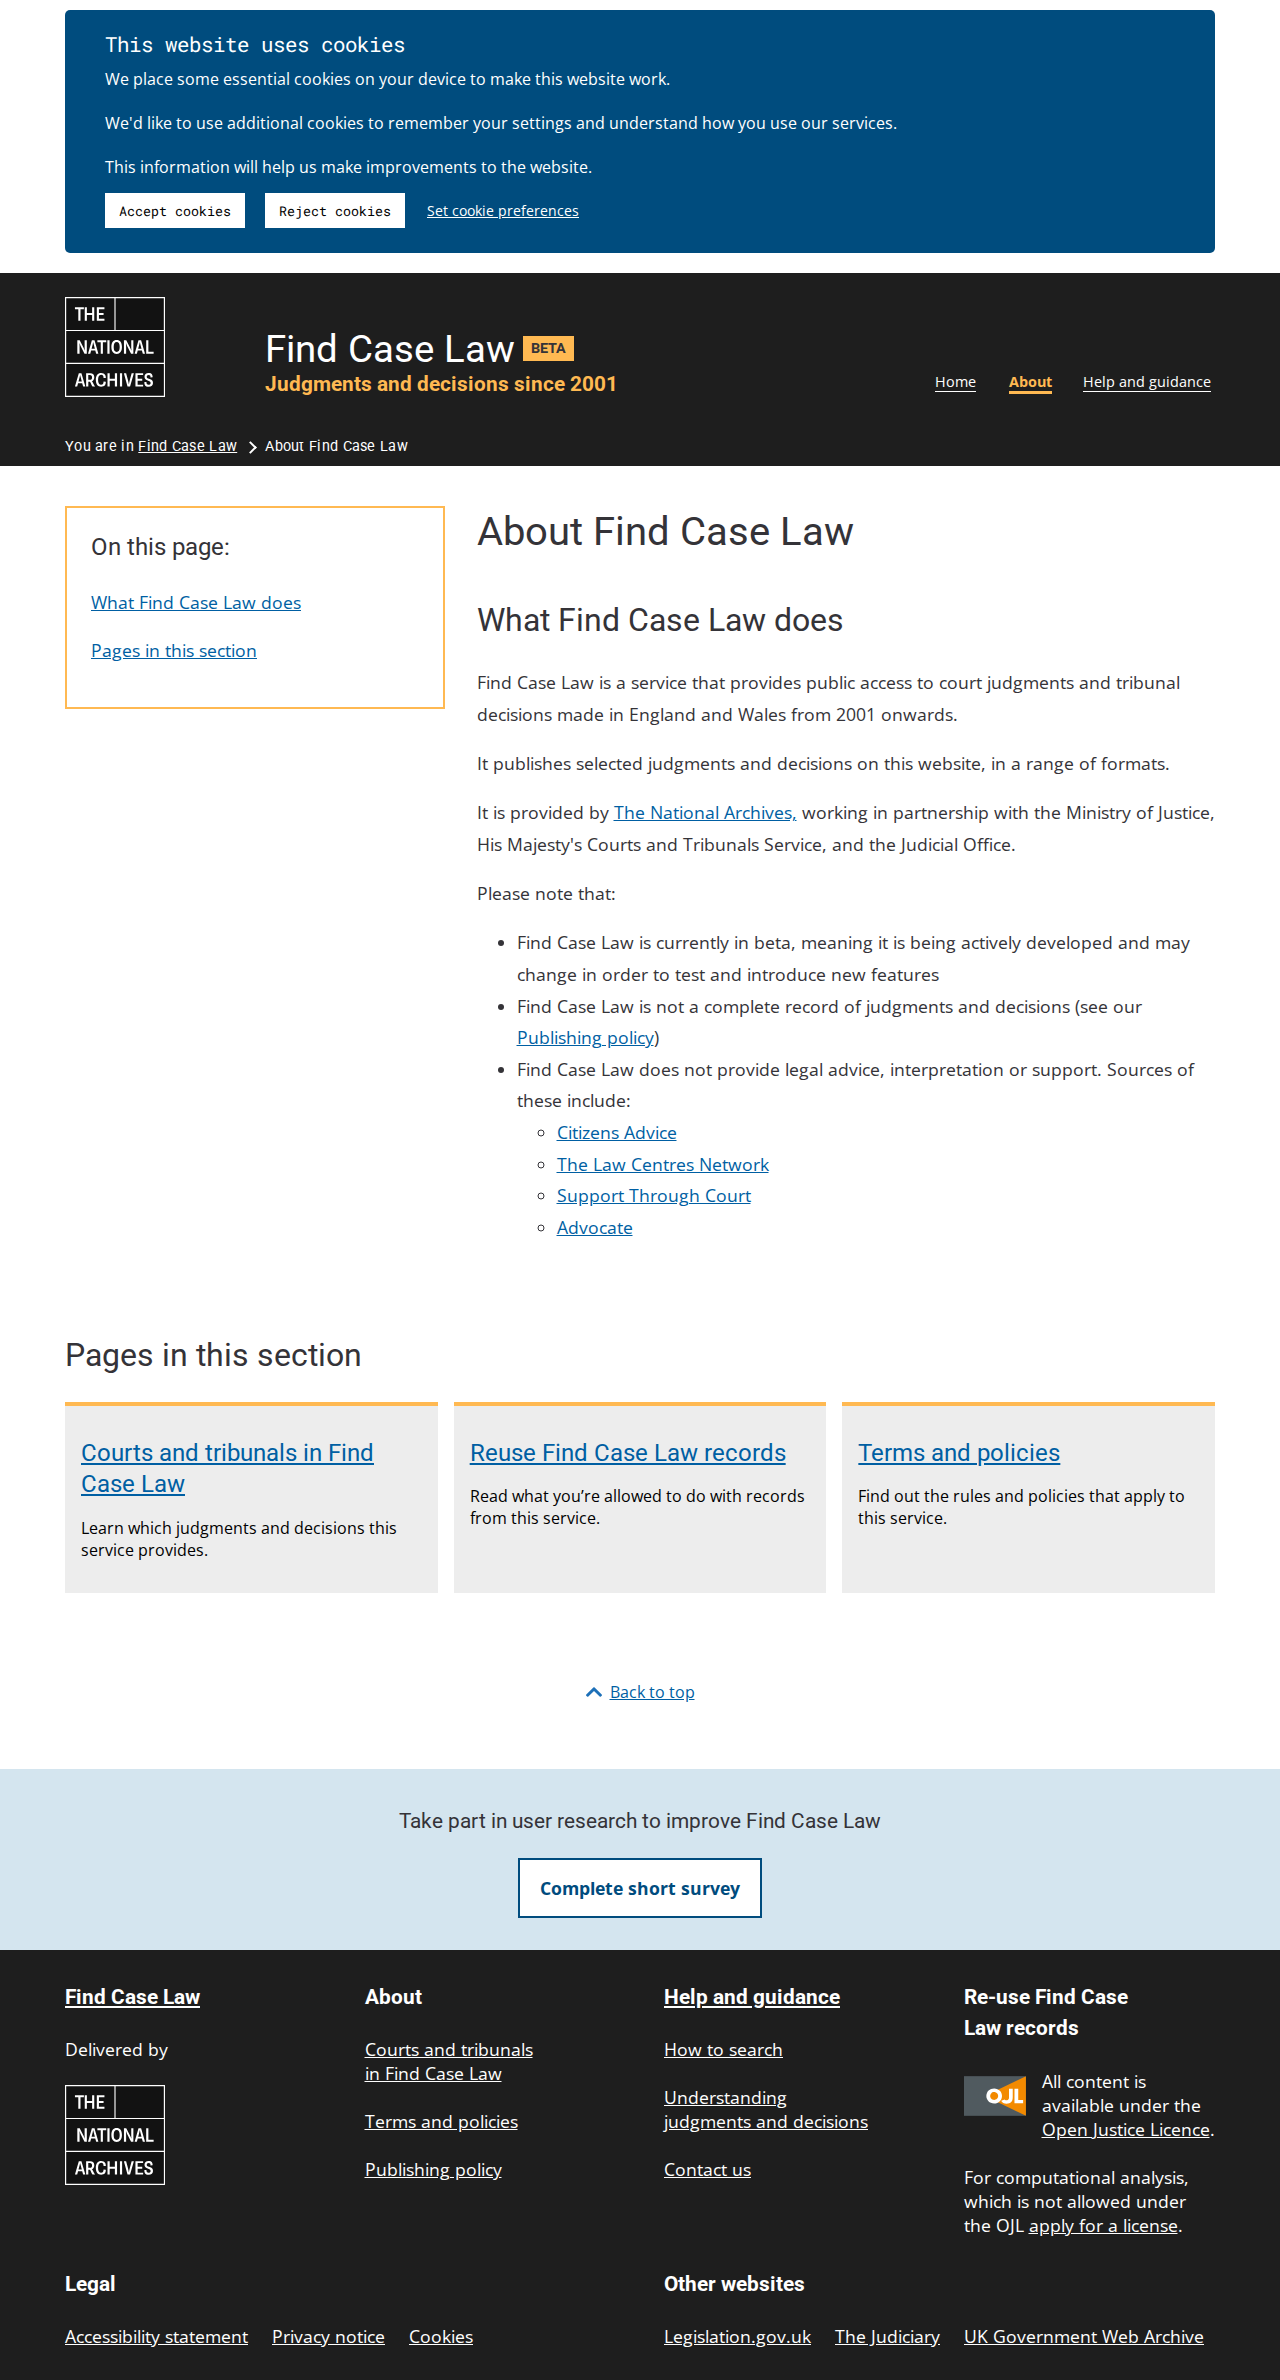 This website uses cookies
We place some essential cookies on your device to make this website work.
We'd like to use additional cookies to remember your settings and understand how you use our services.
This information will help us make improvements to the website.
Accept cookies
Reject cookies
Set cookie preferences
THE
NATIONAL
ARCHIVES
Find Case Law BETA
Judgments and decisions since 2001
Home
About
Help and guidance
You are in Find Case Law
About Find Case Law
On this page:
What Find Case Law does
Pages in this section
About Find Case Law
What Find Case Law does
Find Case Law is a service that provides public access to court judgments and tribunal
decisions made in England and Wales from 2001 onwards.
It publishes selected judgments and decisions on this website, in a range of formats.
It is provided by The National Archives, working in partnership with the Ministry of Justice,
His Majesty's Courts and Tribunals Service, and the Judicial Office.
Please note that:
• Find Case Law is currently in beta, meaning it is being actively developed and may
change in order to test and introduce new features
• Find Case Law is not a complete record of judgments and decisions (see our
Publishing policy)
• Find Case Law does not provide legal advice, interpretation or support. Sources of
these include:
◦ Citizens Advice
◦ The Law Centres Network
◦ Support Through Court
◦ Advocate
Pages in this section
Courts and tribunals in Find
Case Law
Learn which judgments and decisions this
service provides.
Reuse Find Case Law records
Read what you’re allowed to do with records
from this service.
Terms and policies
Find out the rules and policies that apply to
this service.
Back to top
Take part in user research to improve Find Case Law
Complete short survey
Find Case Law
Delivered by
THE
NATIONAL
ARCHIVES
About
Courts and tribunals
in Find Case Law
Terms and policies
Publishing policy
Help and guidance
How to search
Understanding
judgments and decisions
Contact us
Re-use Find Case
Law records
OJL
All content is
available under the
Open Justice Licence.
For computational analysis,
which is not allowed under
the OJL apply for a license.
Legal
Accessibility statement
Privacy notice
Cookies
Other websites
Legislation.gov.uk
The Judiciary
UK Government Web Archive